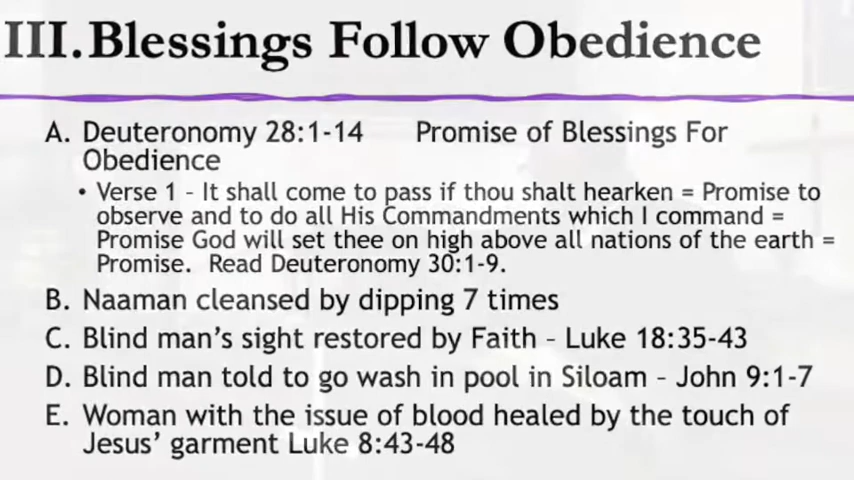 III. Blessings Follow Obedience
A. Deuteronomy 28:1-14 Promise of Blessings For
Obedience
• Verse 1 - It shall come to pass if thou shalt hearken = Promise to
observe and to do all His Commandments which I command =
Promise God will set thee on high above all nations of the earth =
Promise. Read Deuteronomy 30:1-9.
B. Naaman cleansed by dipping 7 times
C. Blind man's sight restored by Faith - Luke 18:35-43
D. Blind man told to go wash in pool in Siloam - John 9:1-7
E. Woman with the issue of blood healed by the touch of
Jesus' garment Luke 8:43-48